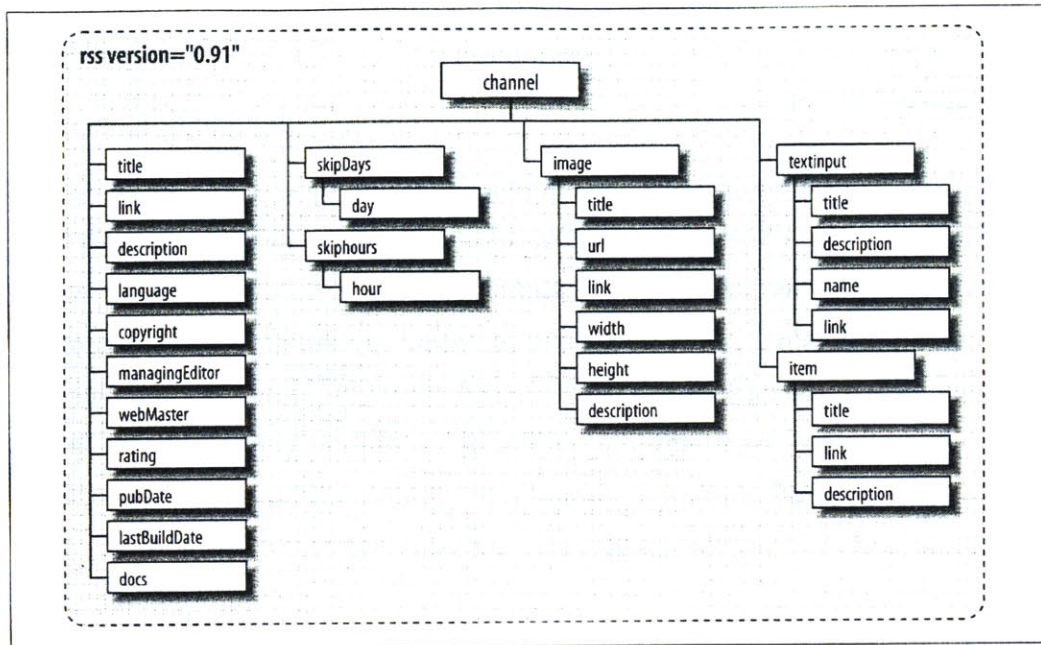 rss version="0.91"
channel
title
link
description
language
copyright
managingEditor
webMaster
rating
pubDate
lastBuildDate
docs
skipDays
day
skiphours
hour
image
title
url
link
width
height
description
textinput
title
description
name
link
item
title
link
description